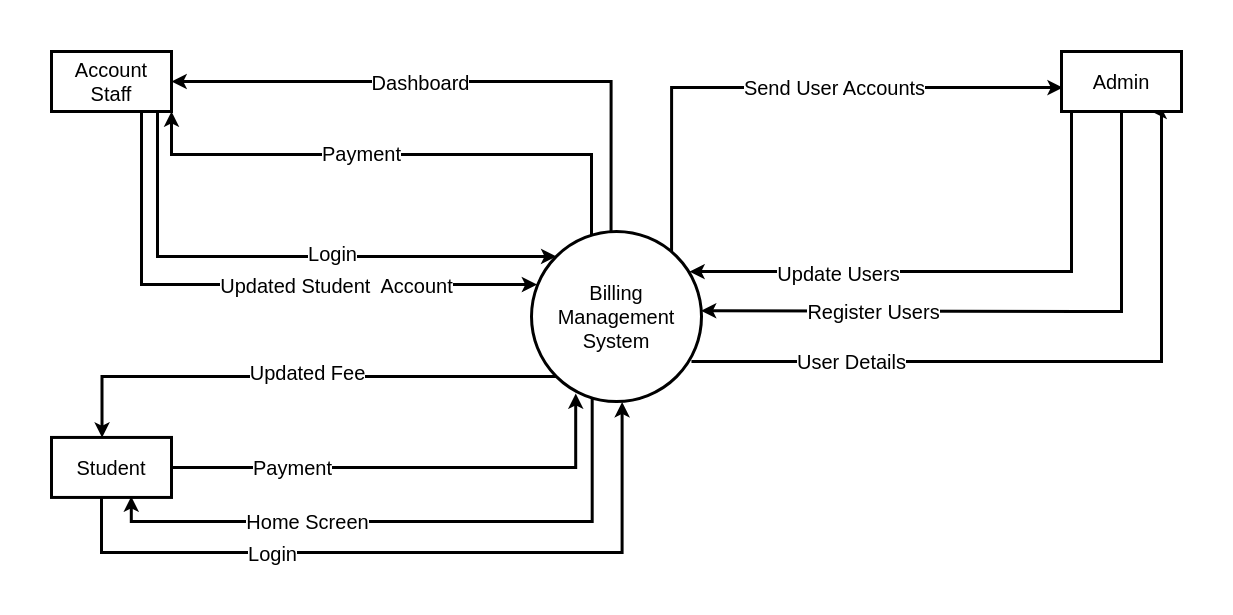 Account
Staff
Dashboard
Send User Accounts
Admin
Payment
Login
Updated Student  Account
Update Users
Billing
Management
System
Register Users
User Details
Updated Fee
Student
Payment
Home Screen
Login